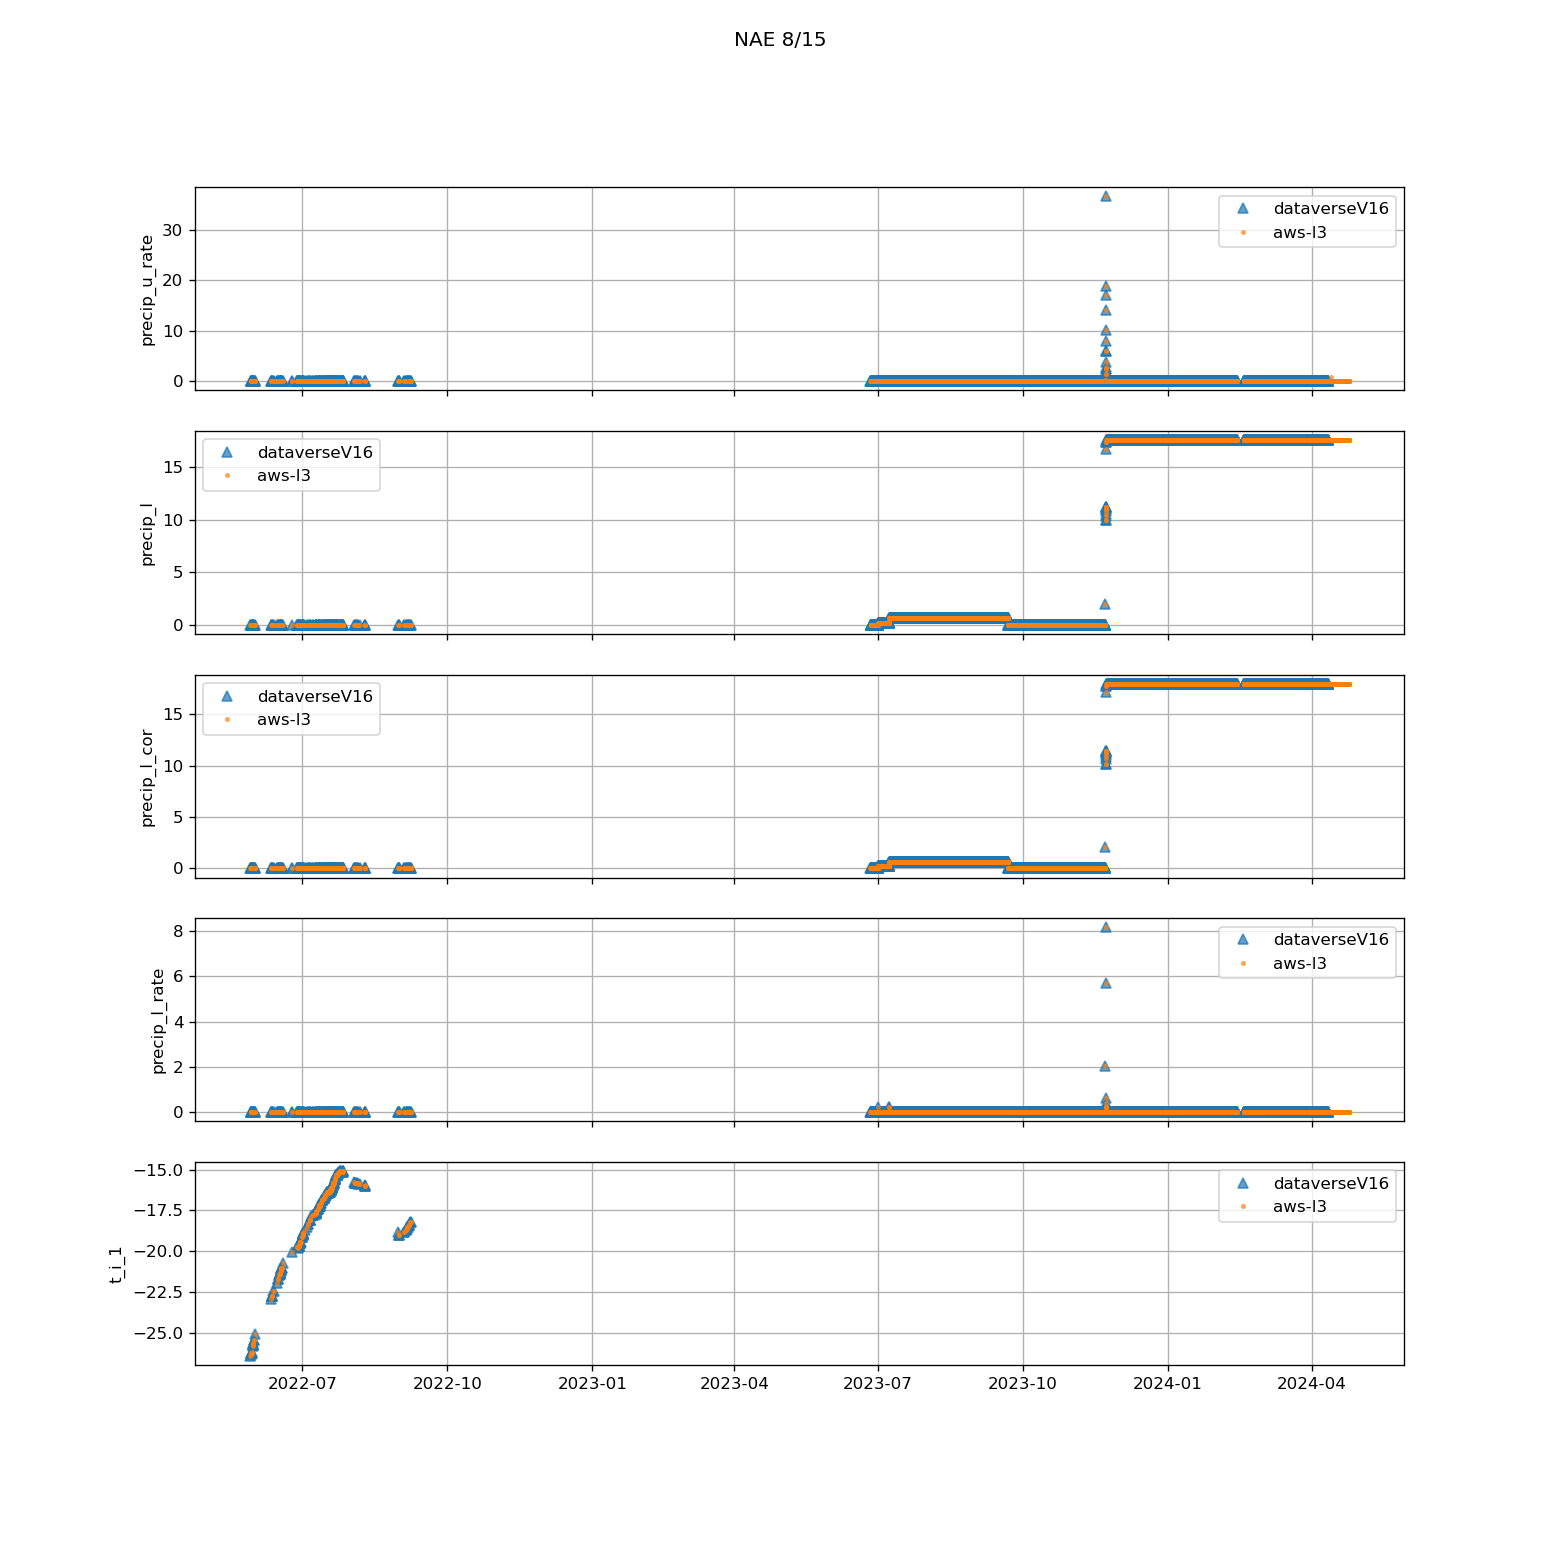 NAE 8/15
precip_u_rate
30
20
10
0
dataverseV16
aws-l3
precip_l
15
10
5
0
dataverseV16
aws-l3
precip_l_cor
15
10
5
0
dataverseV16
aws-l3
precip_l_rate
8
6
4
2
0
dataverseV16
aws-l3
t_i_1
−15.0
−17.5
−20.0
−22.5
−25.0
dataverseV16
aws-l3
2022-07 2022-10 2023-01 2023-04 2023-07 2023-10 2024-01 2024-04